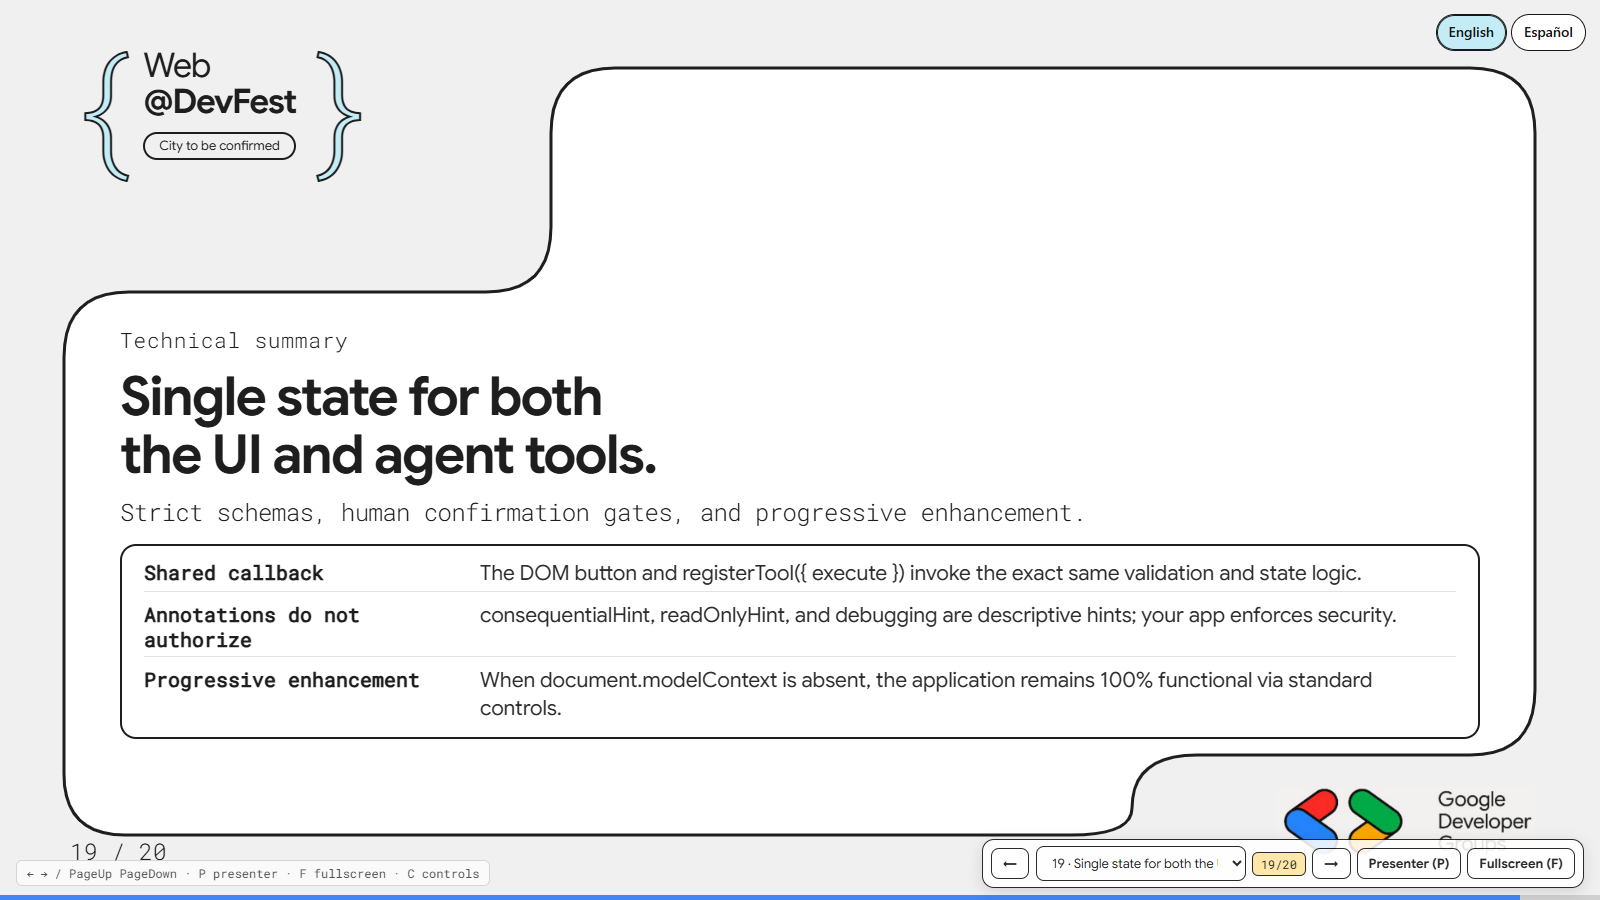 English
Español
Web
@DevFest
City to be confirmed
Technical summary
Single state for both
the UI and agent tools.
Strict schemas, human confirmation gates, and progressive enhancement.
Shared callback
The DOM button and registerTool({ execute }) invoke the exact same validation and state logic.
Annotations do not
authorize
consequentialHint, readOnlyHint, and debugging are descriptive hints; your app enforces security.
Progressive enhancement
When document.modelContext is absent, the application remains 100% functional via standard
controls.
Google
Developer
Groups
19 / 20
← → / PageUp PageDown · P presenter · F fullscreen · C controls
←
19 · Single state for both the
19/20
→
Presenter (P)
Fullscreen (F)